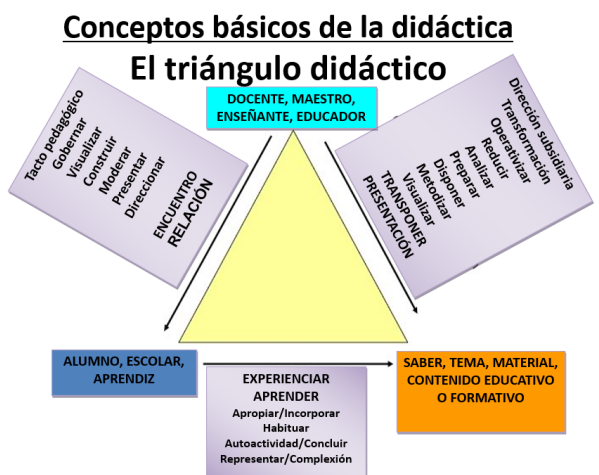 Conceptos básicos de la didáctica
El triángulo didáctico
DOCENTE, MAESTRO,
ENSEÑANTE, EDUCADOR
Tacto pedagógico
Gobernar
Visualizar
Construir
Moderar
Presentar
Direccionar
ENCUENTRO
RELACIÓN
Dirección subsidiaria
Transformación
Operativizar
Reducir
Analizar
Preparar
Disponer
Metodizar
Visualizar
TRANSPONER
PRESENTACIÓN
ALUMNO, ESCOLAR,
APRENDIZ
EXPERIENCIAR
APRENDER
Apropiar/Incorporar
Habituar
Autoactividad/Concluir
Representar/Complexión
SABER, TEMA, MATERIAL,
CONTENIDO EDUCATIVO
O FORMATIVO